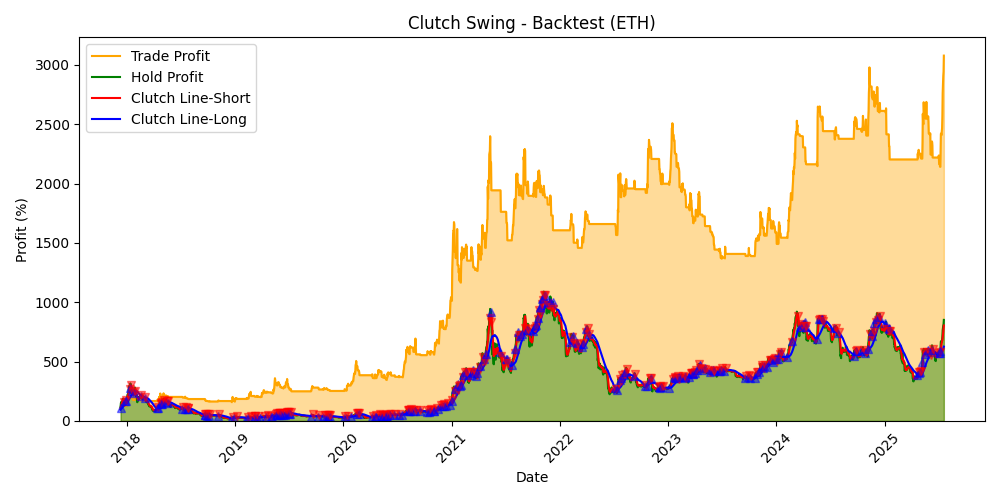 Clutch Swing - Backtest (ETH)
Trade Profit
Hold Profit
Clutch Line-Short
Clutch Line-Long
Profit (%)
3000
2500
2000
1500
1000
500
0
2018
2019
2020
2021
2022
2023
2024
2025
Date